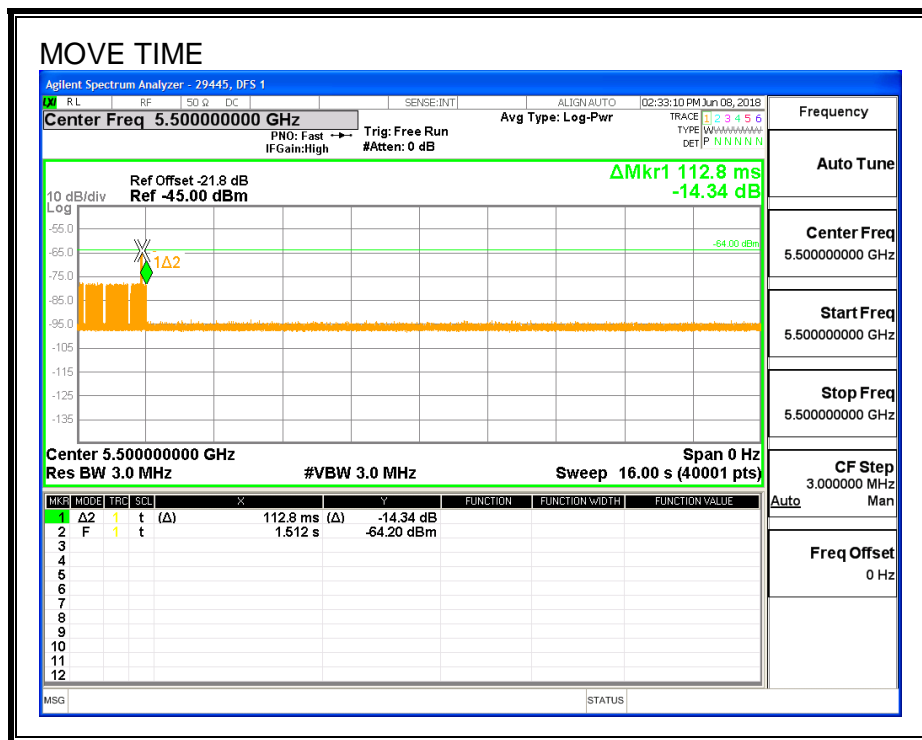 MOVE TIME
Agilent Spectrum Analyzer - 29445, DFS 1
LXI RL RF 50 Ω DC SENSE:INT ALIGN AUTO 02:33:10 PM Jun 08, 2018
Center Freq 5.500000000 GHz Avg Type: Log-Pwr TRACE 1 2 3 4 5 6
PNO: Fast Trig: Free Run TYPE W
IFGain:High #Atten: 0 dB DET P N N N N N
Frequency
Auto Tune
ΔMkr1 112.8 ms
Ref Offset -21.8 dB
10 dB/div Ref -45.00 dBm -14.34 dB
Log
-55.0
-64.00 dBm
-65.0
1Δ2
-75.0
-85.0
-95.0
-105
-115
-125
-135
Center 5.500000000 GHz Span 0 Hz
Res BW 3.0 MHz #VBW 3.0 MHz Sweep 16.00 s (40001 pts)
Center Freq
5.500000000 GHz
Start Freq
5.500000000 GHz
Stop Freq
5.500000000 GHz
CF Step
3.000000 MHz
Auto Man
Freq Offset
0 Hz
MKR MODE TRC SCL X Y FUNCTION FUNCTION WIDTH FUNCTION VALUE
1 Δ2 1 t (Δ) 112.8 ms (Δ) -14.34 dB
2 F 1 t 1.512 s -64.20 dBm
3
4
5
6
7
8
9
10
11
12
MSG STATUS